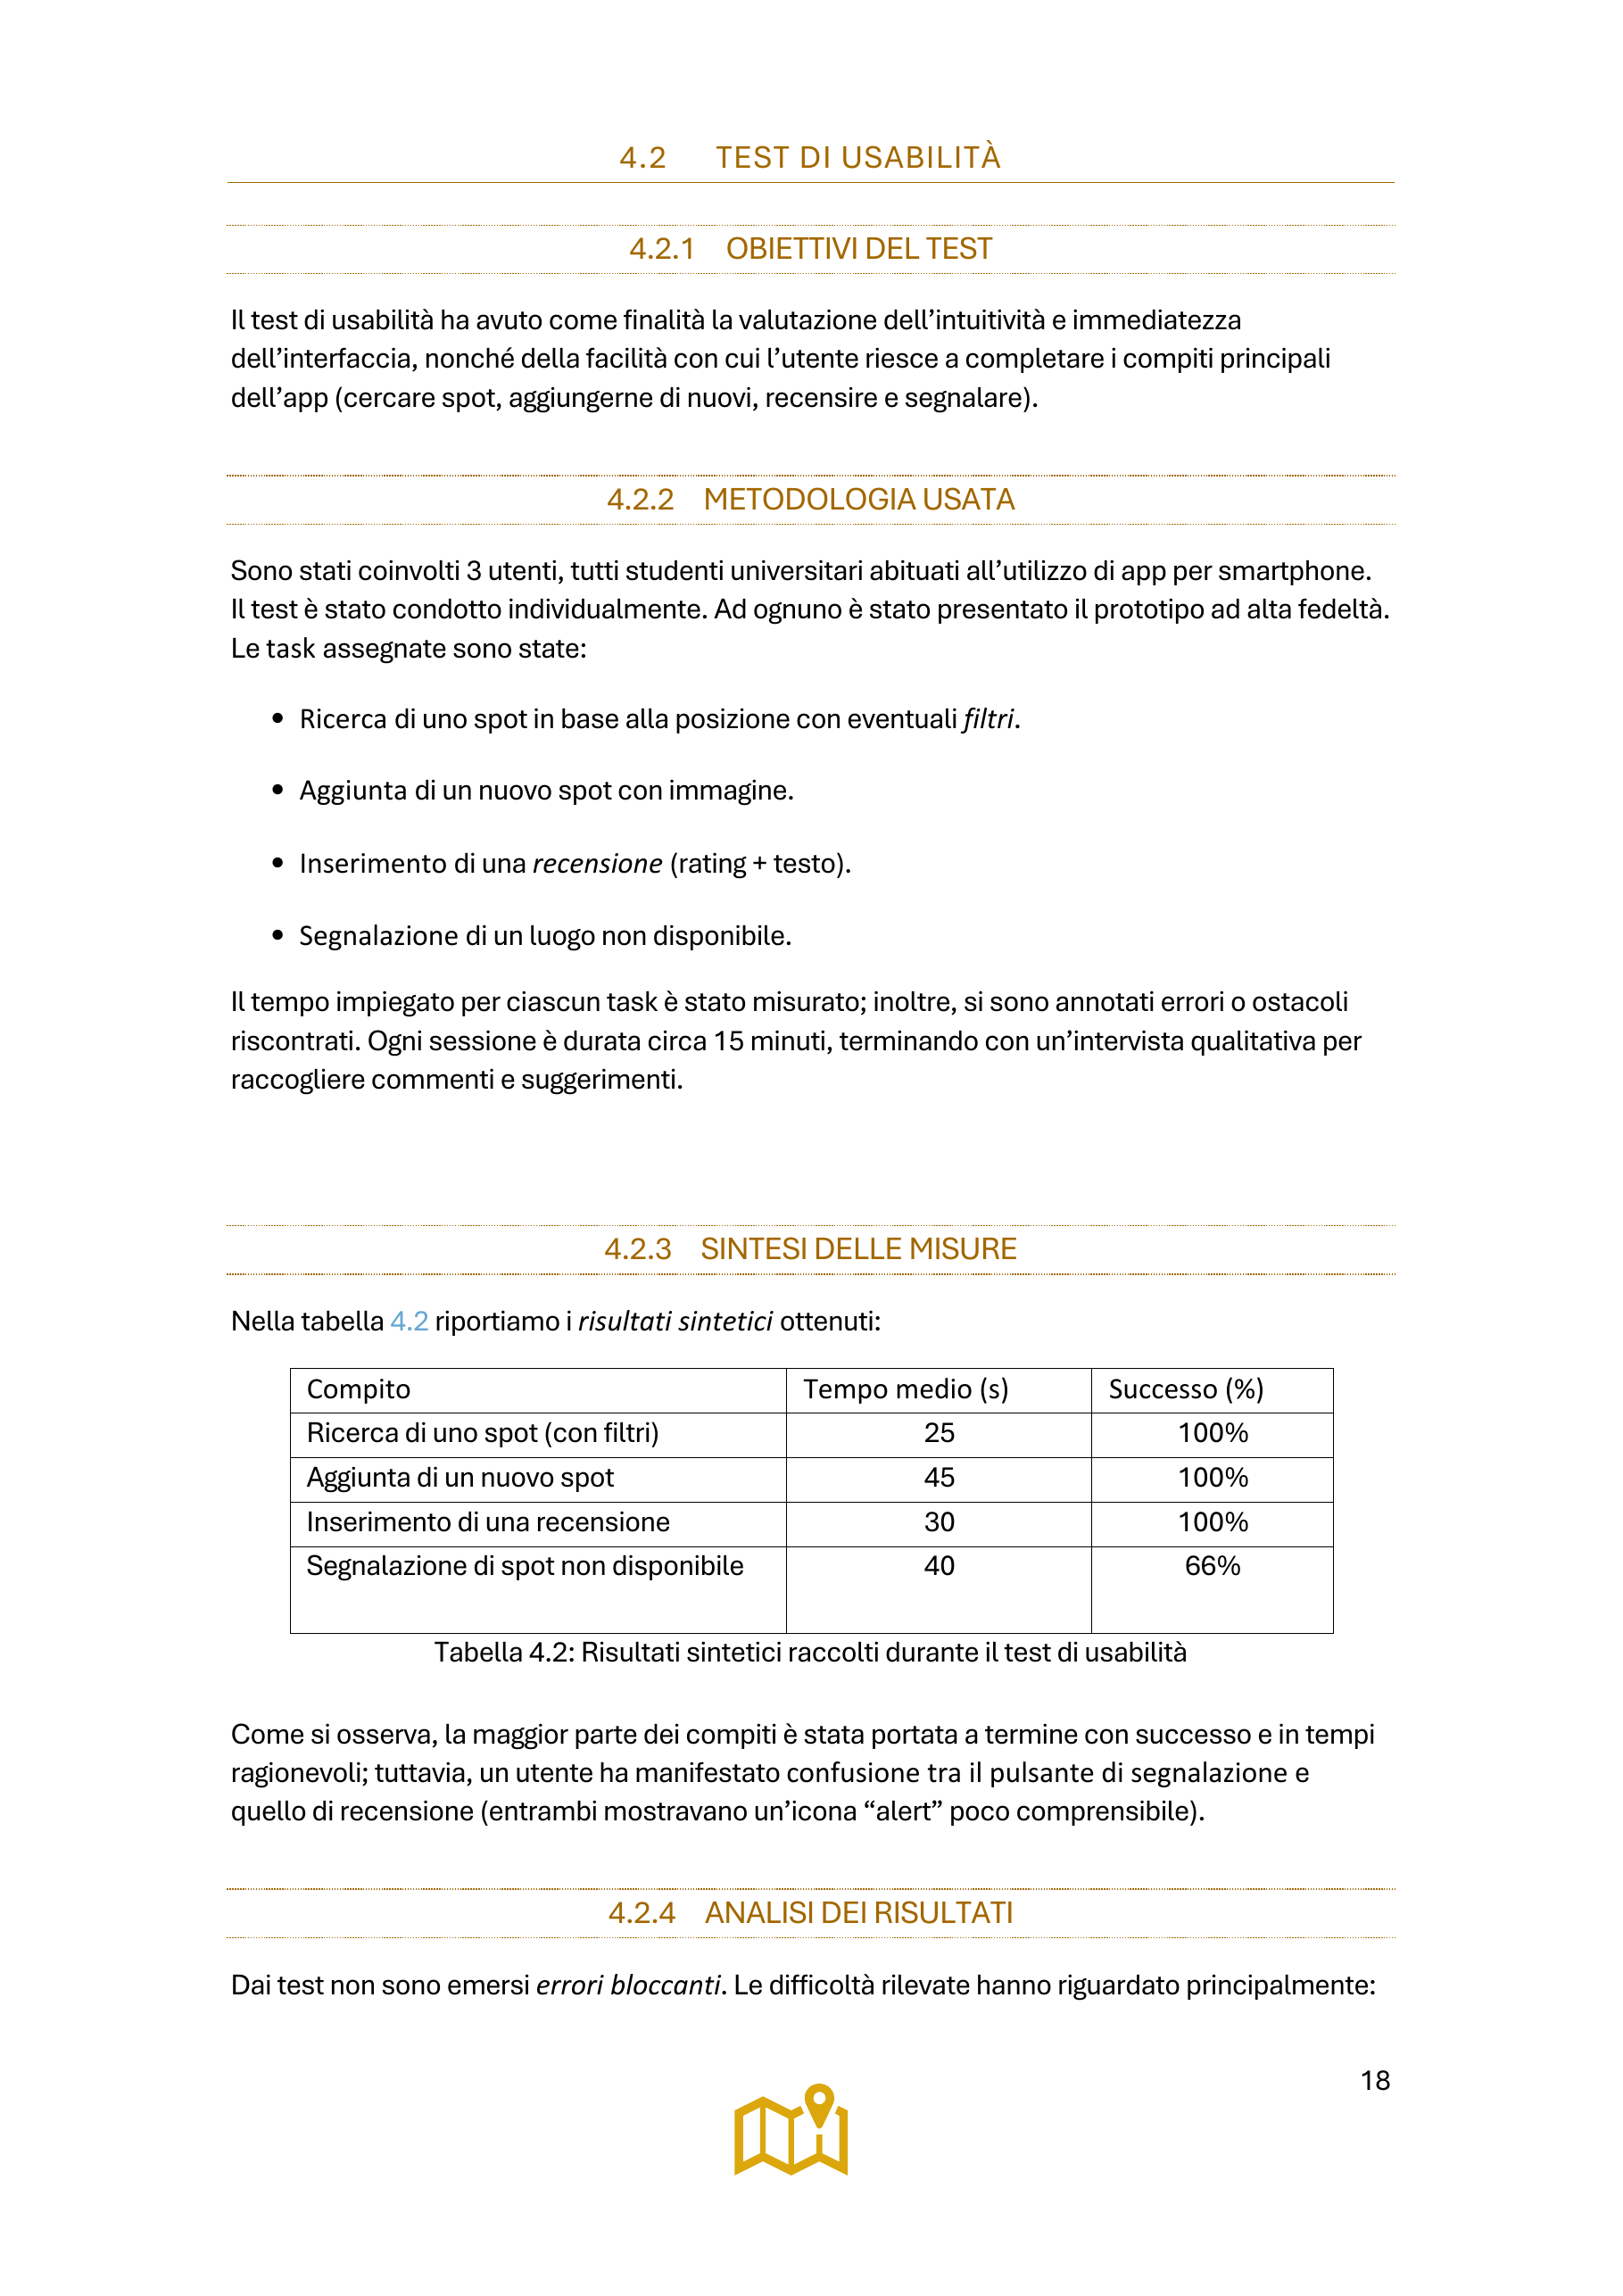 4.2 TEST DI USABILITÀ
4.2.1 OBIETTIVI DEL TEST
Il test di usabilità ha avuto come finalità la valutazione dell’intuitività e immediatezza
dell’interfaccia, nonché della facilità con cui l’utente riesce a completare i compiti principali
dell’app (cercare spot, aggiungerne di nuovi, recensire e segnalare).
4.2.2 METODOLOGIA USATA
Sono stati coinvolti 3 utenti, tutti studenti universitari abituati all’utilizzo di app per smartphone.
Il test è stato condotto individualmente. Ad ognuno è stato presentato il prototipo ad alta fedeltà.
Le task assegnate sono state:
• Ricerca di uno spot in base alla posizione con eventuali filtri.
• Aggiunta di un nuovo spot con immagine.
• Inserimento di una recensione (rating + testo).
• Segnalazione di un luogo non disponibile.
Il tempo impiegato per ciascun task è stato misurato; inoltre, si sono annotati errori o ostacoli
riscontrati. Ogni sessione è durata circa 15 minuti, terminando con un’intervista qualitativa per
raccogliere commenti e suggerimenti.
4.2.3 SINTESI DELLE MISURE
Nella tabella 4.2 riportiamo i risultati sintetici ottenuti:
Compito Tempo medio (s) Successo (%)
Ricerca di uno spot (con filtri) 25 100%
Aggiunta di un nuovo spot 45 100%
Inserimento di una recensione 30 100%
Segnalazione di spot non disponibile 40 66%
Tabella 4.2: Risultati sintetici raccolti durante il test di usabilità
Come si osserva, la maggior parte dei compiti è stata portata a termine con successo e in tempi
ragionevoli; tuttavia, un utente ha manifestato confusione tra il pulsante di segnalazione e
quello di recensione (entrambi mostravano un’icona “alert” poco comprensibile).
4.2.4 ANALISI DEI RISULTATI
Dai test non sono emersi errori bloccanti. Le difficoltà rilevate hanno riguardato principalmente:
18